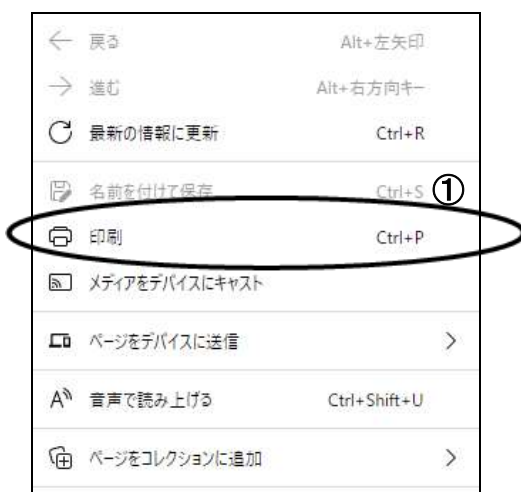 戻る Alt+左矢印
進む Alt+右方向キー
最新の情報に更新 Ctrl+R
名前を付けて保存 Ctrl+S ①
印刷 Ctrl+P
メディアをデバイスにキャスト
ページをデバイスに送信
音声で読み上げる Ctrl+Shift+U
ページをコレクションに追加